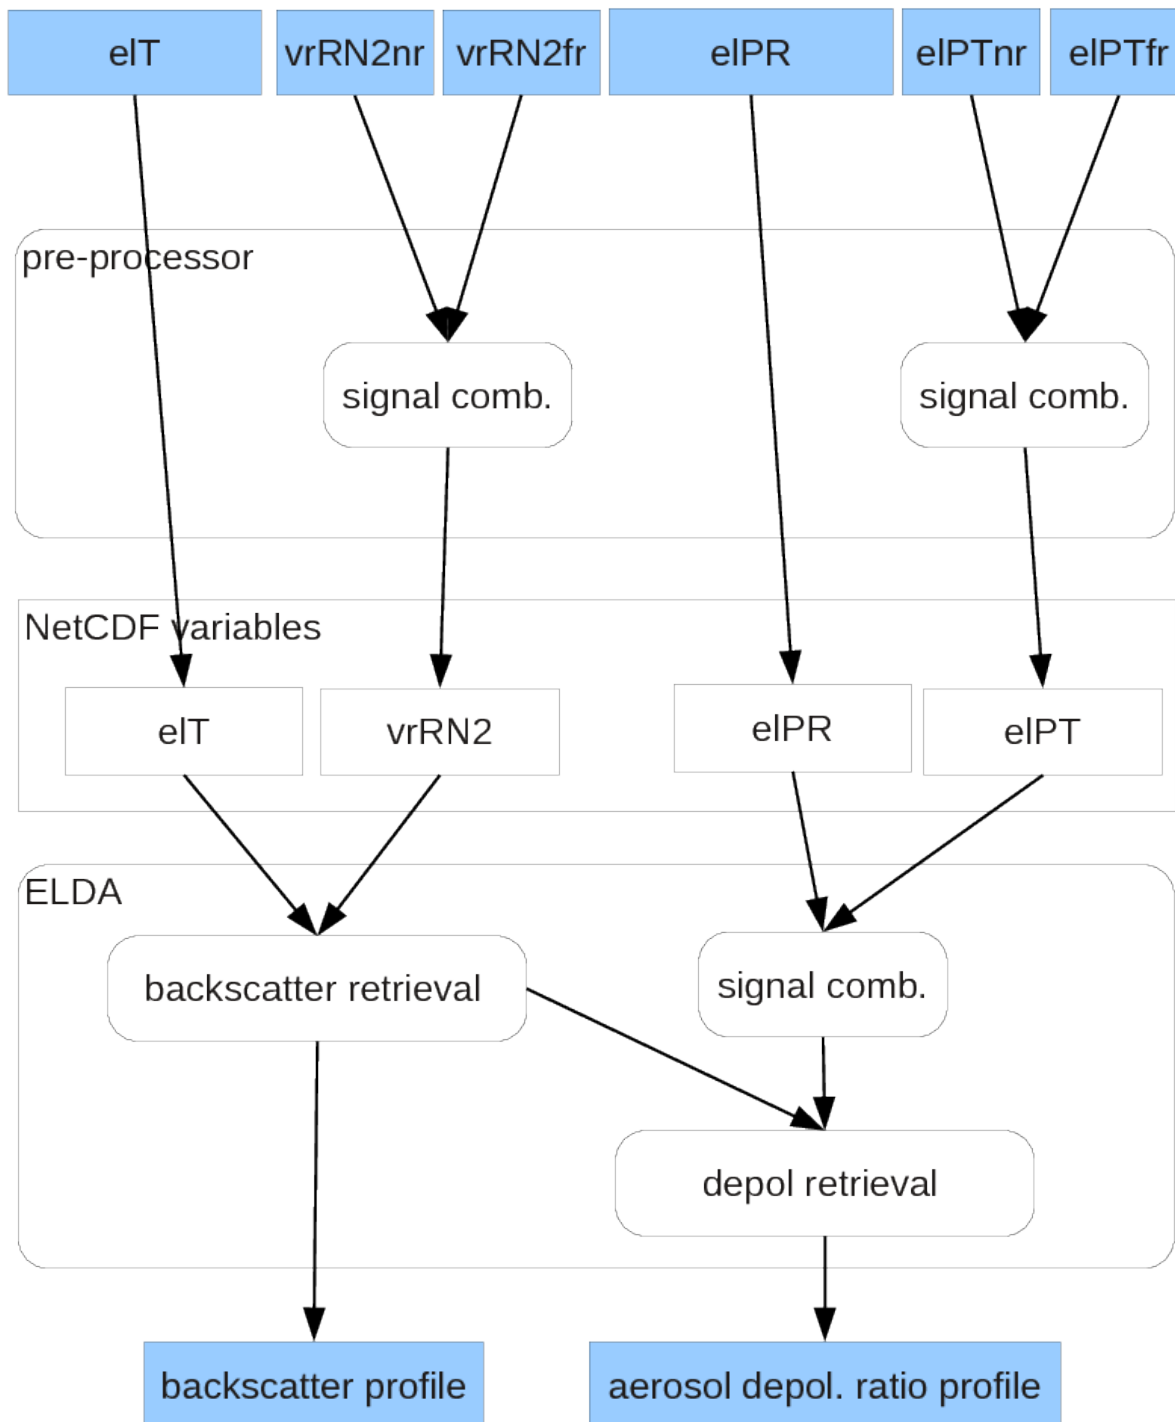 elT
vrRN2nr
vrRN2fr
elPR
elPTnr
elPTfr
pre-processor
signal comb.
signal comb.
NetCDF variables
elT
vrRN2
elPR
elPT
ELDA
backscatter retrieval
signal comb.
depol retrieval
backscatter profile
aerosol depol. ratio profile